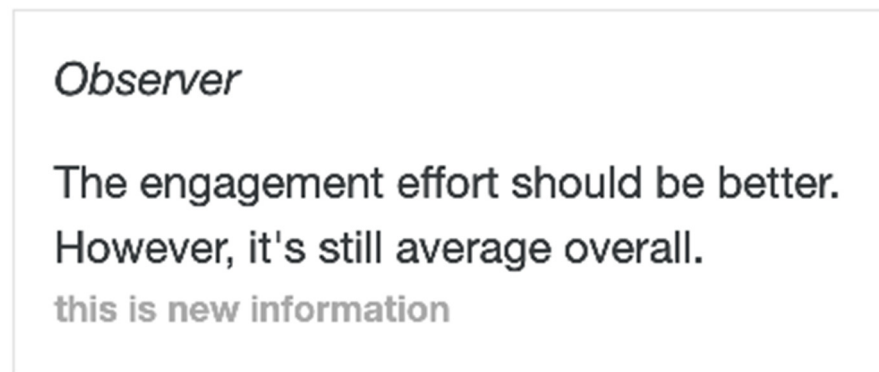 Observer
The engagement effort should be better.
However, it's still average overall.
this is new information